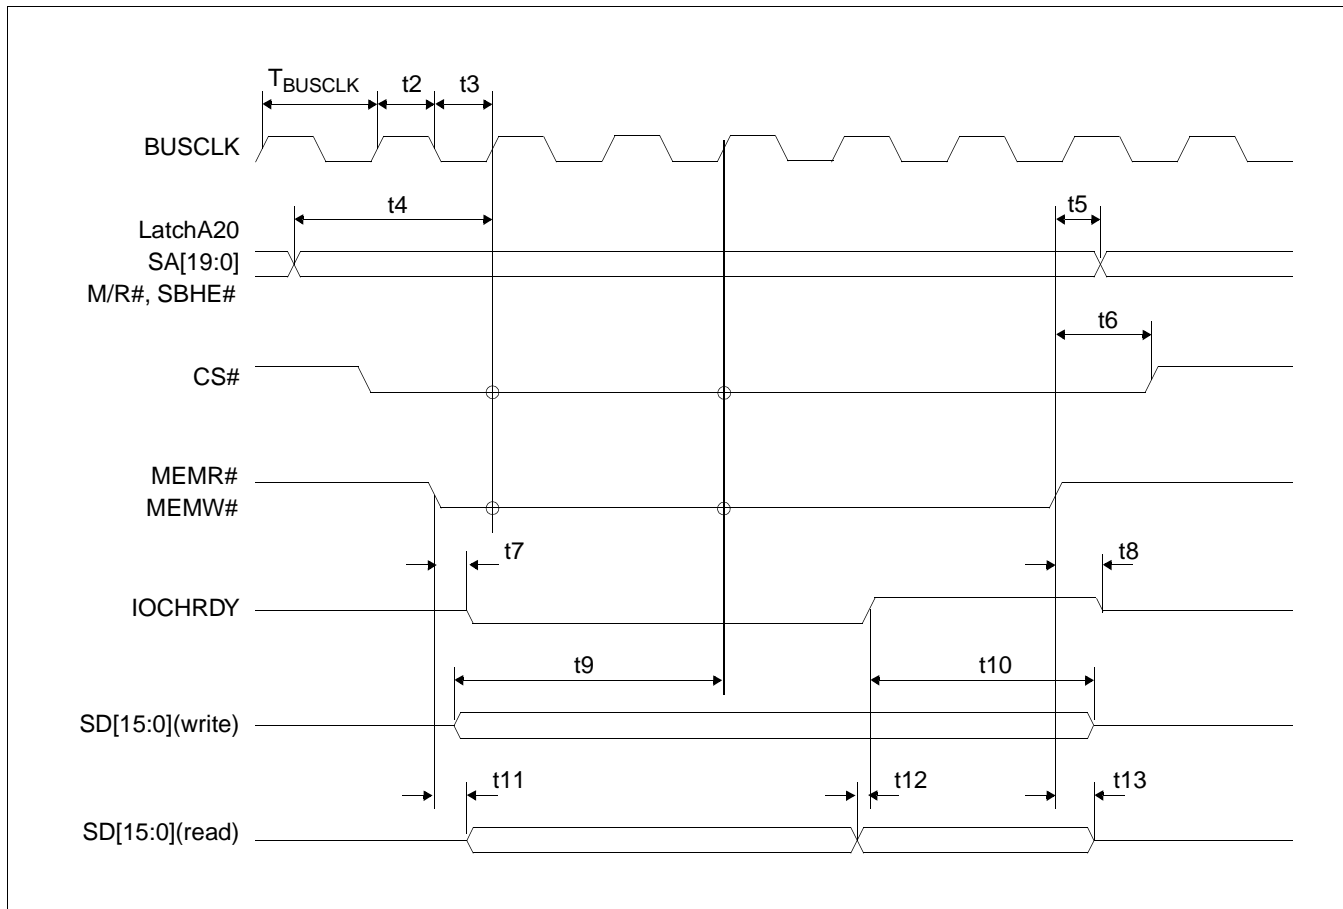 TBUSCLK t2 t3
BUSCLK
t4 t5
LatchA20
SA[19:0]
M/R#, SBHE#
t6
CS#
MEMR#
MEMW#
t7 t8
IOCHRDY
t9 t10
SD[15:0](write)
t11 t12 t13
SD[15:0](read)